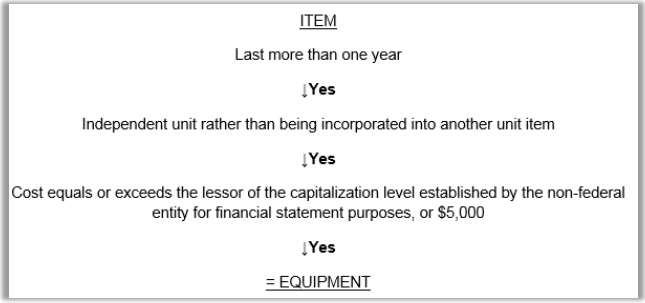 ITEM
Last more than one year
↓Yes
Independent unit rather than being incorporated into another unit item
↓Yes
Cost equals or exceeds the lessor of the capitalization level established by the non-federal
entity for financial statement purposes, or $5,000
↓Yes
= EQUIPMENT